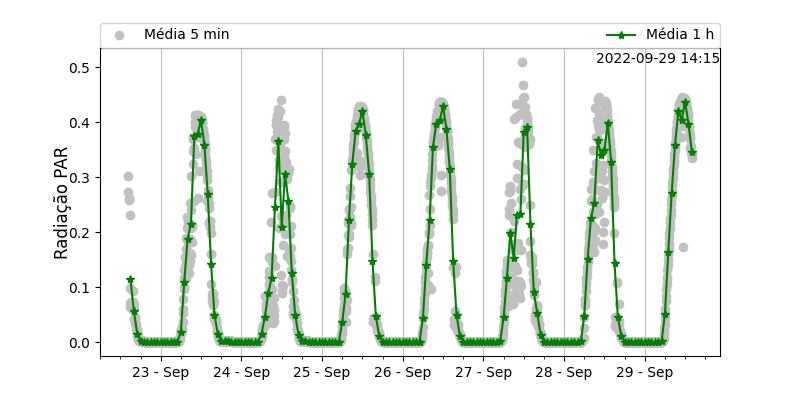 Média 5 min
Média 1 h
2022-09-29 14:15
Radiação PAR
0.5
0.4
0.3
0.2
0.1
0.0
23 - Sep
24 - Sep
25 - Sep
26 - Sep
27 - Sep
28 - Sep
29 - Sep